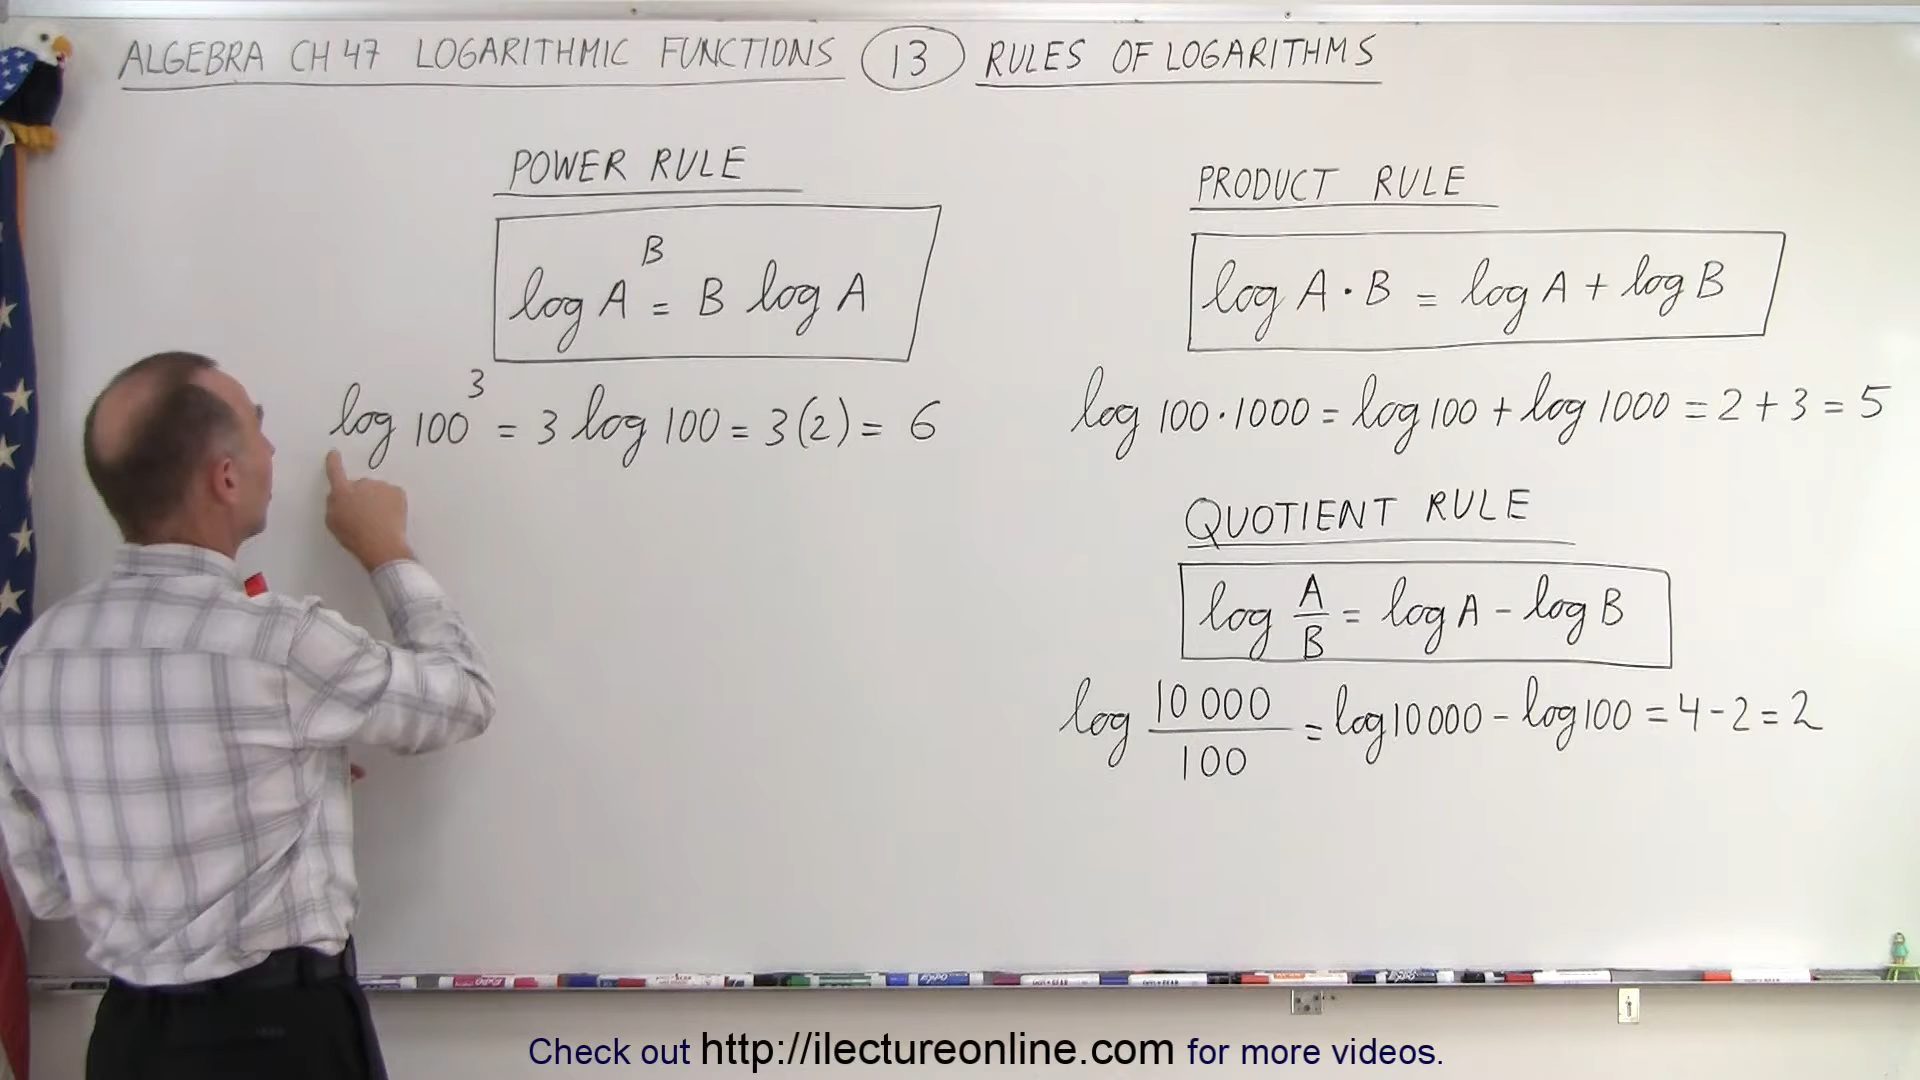 ALGEBRA CH 47 LOGARITHMIC FUNCTIONS 13 RULES OF LOGARITHMS
POWER RULE
log A^B = B log A
log 100^3 = 3 log 100 = 3(2) = 6
PRODUCT RULE
log A · B = log A + log B
log 100 · 1000 = log 100 + log 1000 = 2 + 3 = 5
QUOTIENT RULE
log A/B = log A - log B
log 10 000/100 = log 10 000 - log 100 = 4 - 2 = 2
Check out http://ilectureonline.com for more videos.